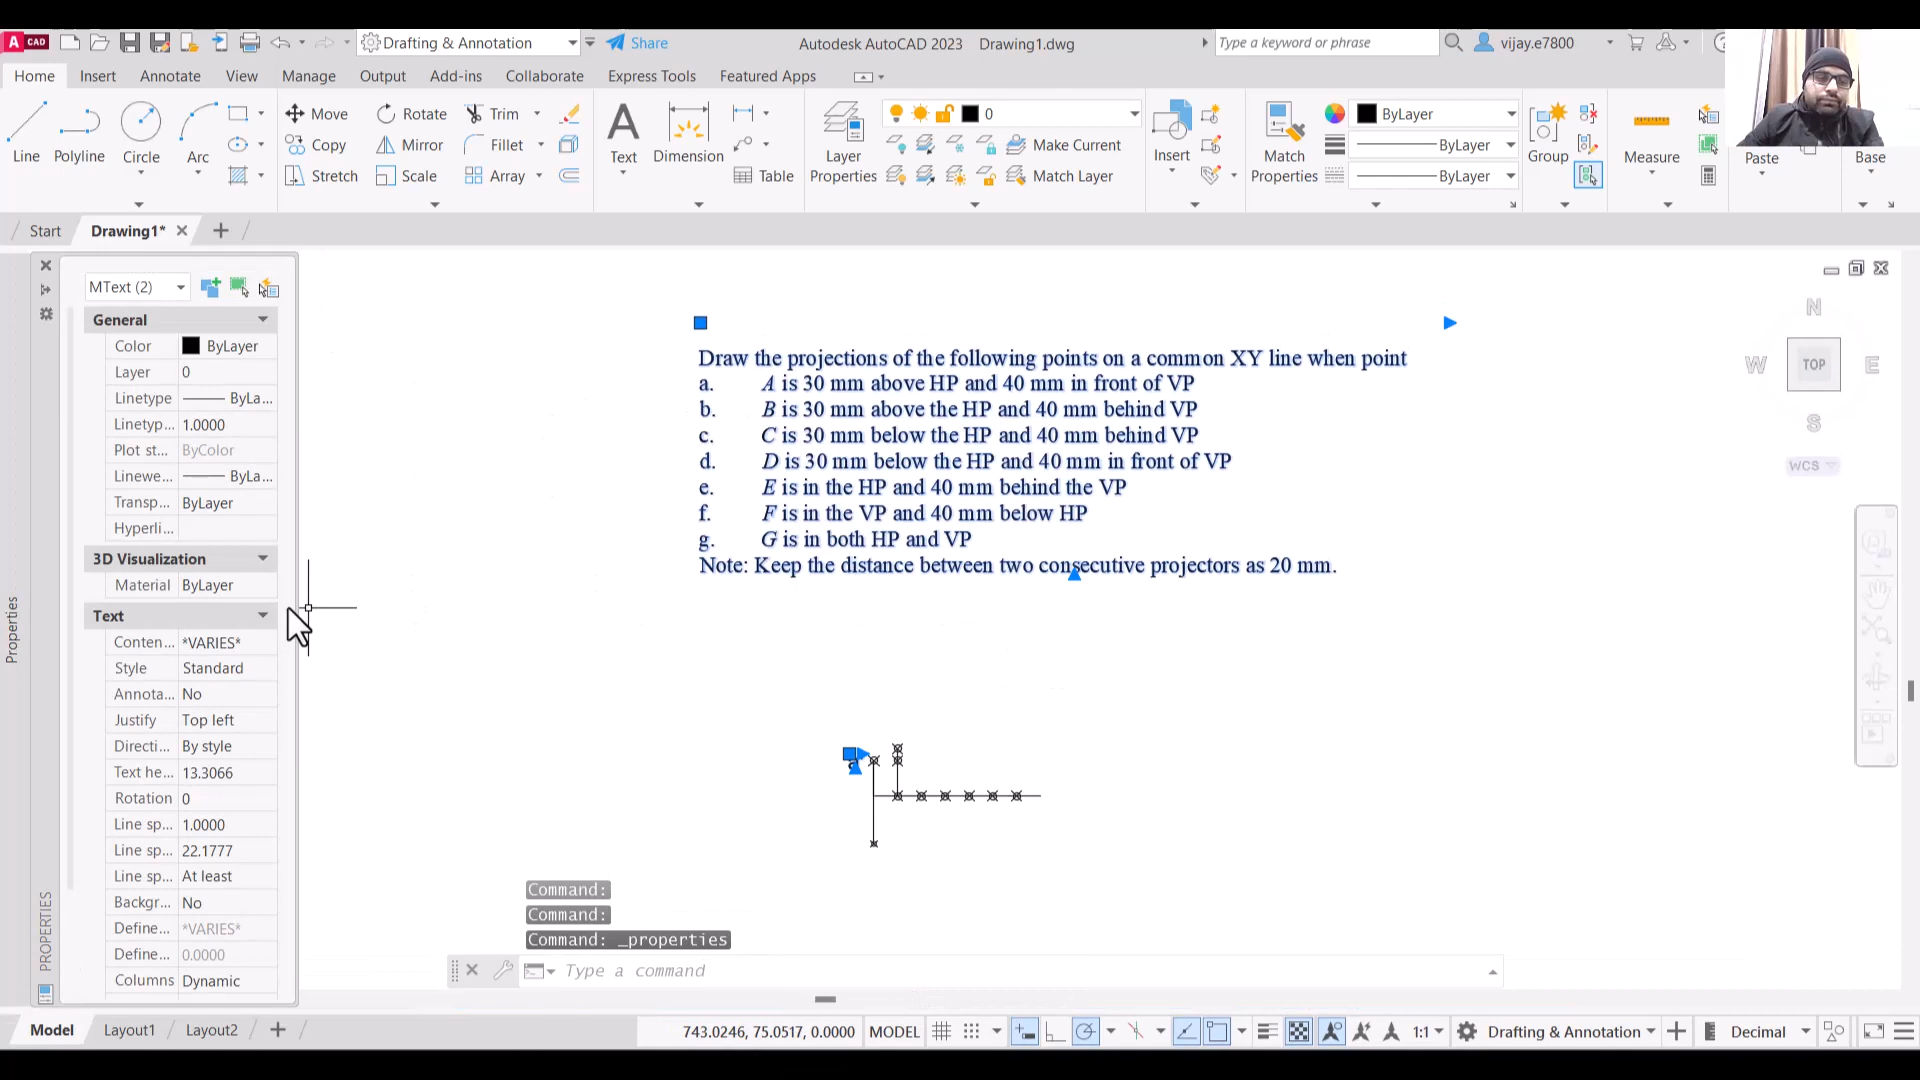 A CAD
Drafting & Annotation
Share
Autodesk AutoCAD 2023 Drawing1.dwg
Type a keyword or phrase
vijay.e7800
Home Insert Annotate View Manage Output Add-ins Collaborate Express Tools Featured Apps
Line
Polyline
Circle
Arc
Move
Rotate
Trim
Copy
Mirror
Fillet
Stretch
Scale
Array
Text
Dimension
Table
Layer
Properties
0
Make Current
Match Layer
Insert
Match
Properties
ByLayer
ByLayer
ByLayer
Group
Measure
Paste
Base
Start
Drawing1*
MText (2)
General
Color ByLayer
Layer 0
Linetype ByLa...
Linetyp... 1.0000
Plot st... ByColor
Linewe... ByLa...
Transp... ByLayer
Hyperli...
3D Visualization
Material ByLayer
Text
Conten... *VARIES*
Style Standard
Annota... No
Justify Top left
Directi... By style
Text he... 13.3066
Rotation 0
Line sp... 1.0000
Line sp... 22.1777
Line sp... At least
Backgr... No
Define... *VARIES*
Define... 0.0000
Columns Dynamic
Properties
PROPERTIES
Draw the projections of the following points on a common XY line when point
a. A is 30 mm above HP and 40 mm in front of VP
b. B is 30 mm above the HP and 40 mm behind VP
c. C is 30 mm below the HP and 40 mm behind VP
d. D is 30 mm below the HP and 40 mm in front of VP
e. E is in the HP and 40 mm behind the VP
f. F is in the VP and 40 mm below HP
g. G is in both HP and VP
Note: Keep the distance between two consecutive projectors as 20 mm.
N
W TOP E
S
WCS
Command:
Command:
Command: _properties
Type a command
Model Layout1 Layout2
743.0246, 75.0517, 0.0000 MODEL
1:1
Drafting & Annotation
Decimal